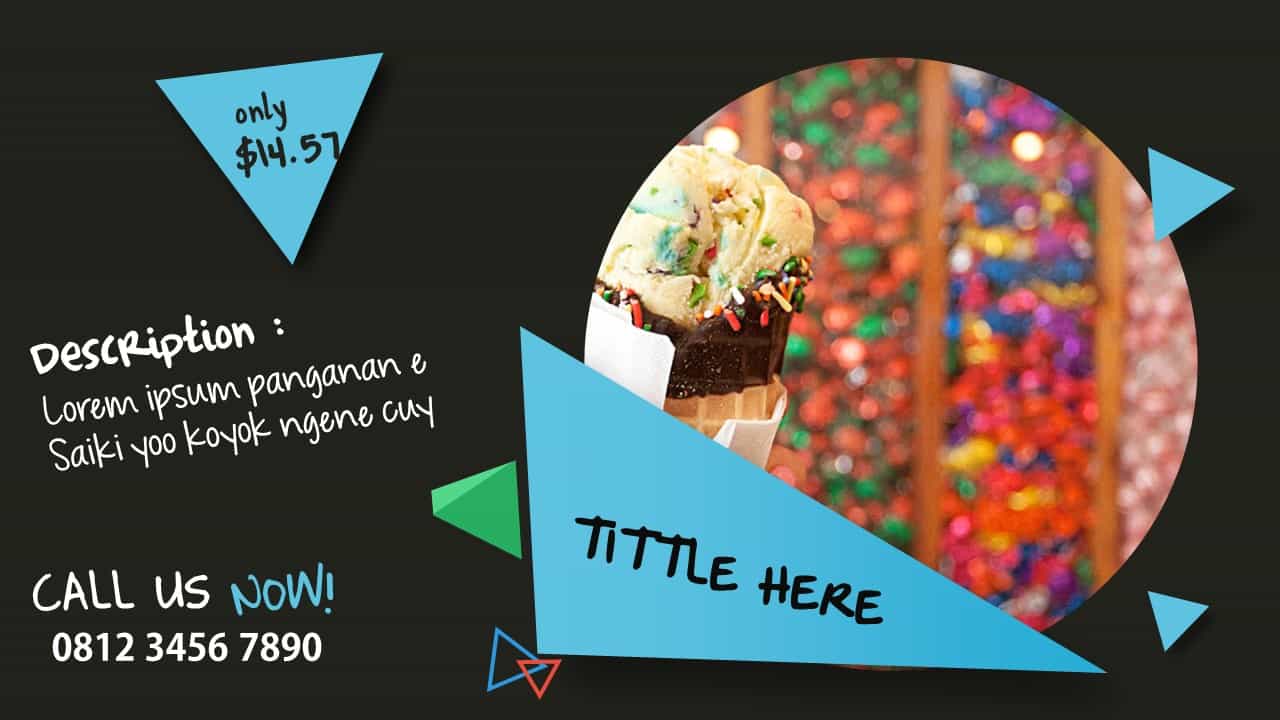 only
$14.57
Description :
Lorem ipsum panganan e
Saiki yoo koyok ngene cuy
TiTTLE HERE
CALL US NOW!
0812 3456 7890